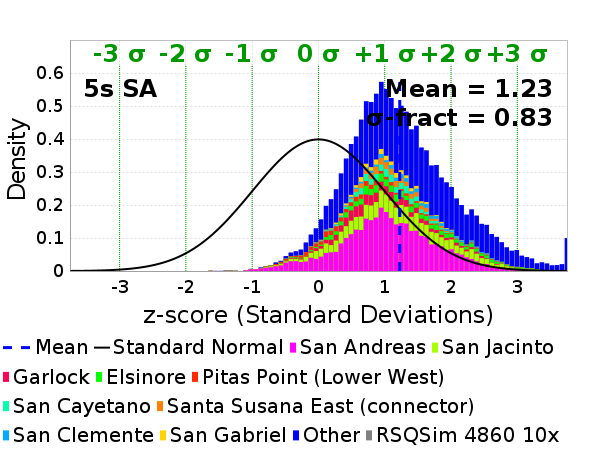 -3 σ -2 σ -1 σ 0 σ +1 σ +2 σ +3 σ
5s SA Mean = 1.23
σ-fract = 0.83
0.6
0.5
0.4
0.3
0.2
0.1
0
Density
-3 -2 -1 0 1 2 3
z-score (Standard Deviations)
Mean Standard Normal San Andreas San Jacinto
Garlock Elsinore Pitas Point (Lower West)
San Cayetano Santa Susana East (connector)
San Clemente San Gabriel Other RSQSim 4860 10x